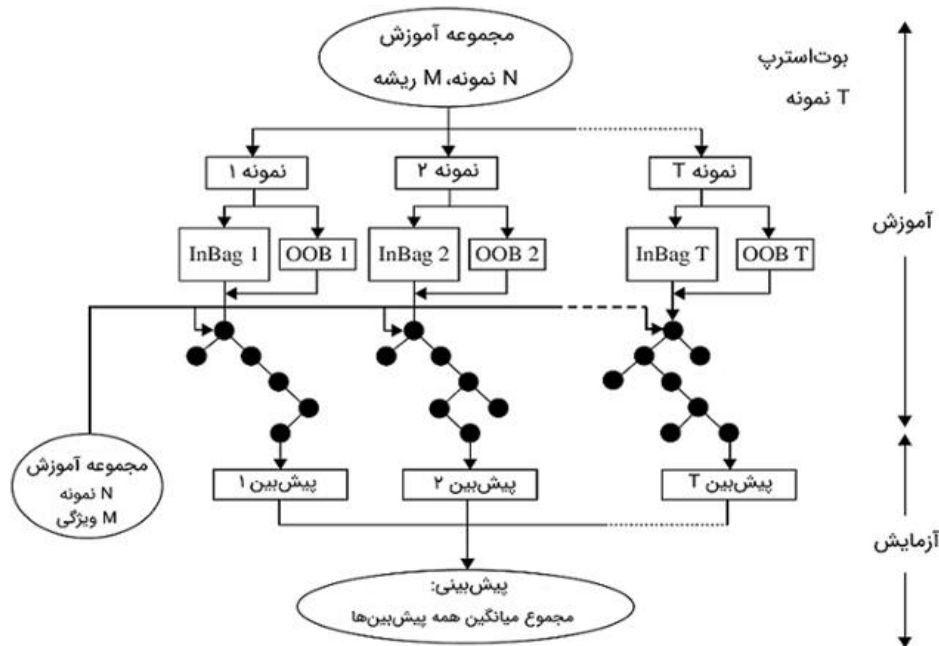 مجموعه آموزش
N نمونه، M ریشه
بوت‌استرپ
T نمونه
نمونه ۱
نمونه ۲
نمونه T
InBag 1
OOB 1
InBag 2
OOB 2
InBag T
OOB T
آموزش
مجموعه آموزش
N نمونه
M ویژگی
پیش‌بین ۱
پیش‌بین ۲
پیش‌بین T
آزمایش
پیش‌بینی:
مجموع میانگین همه پیش‌بین‌ها